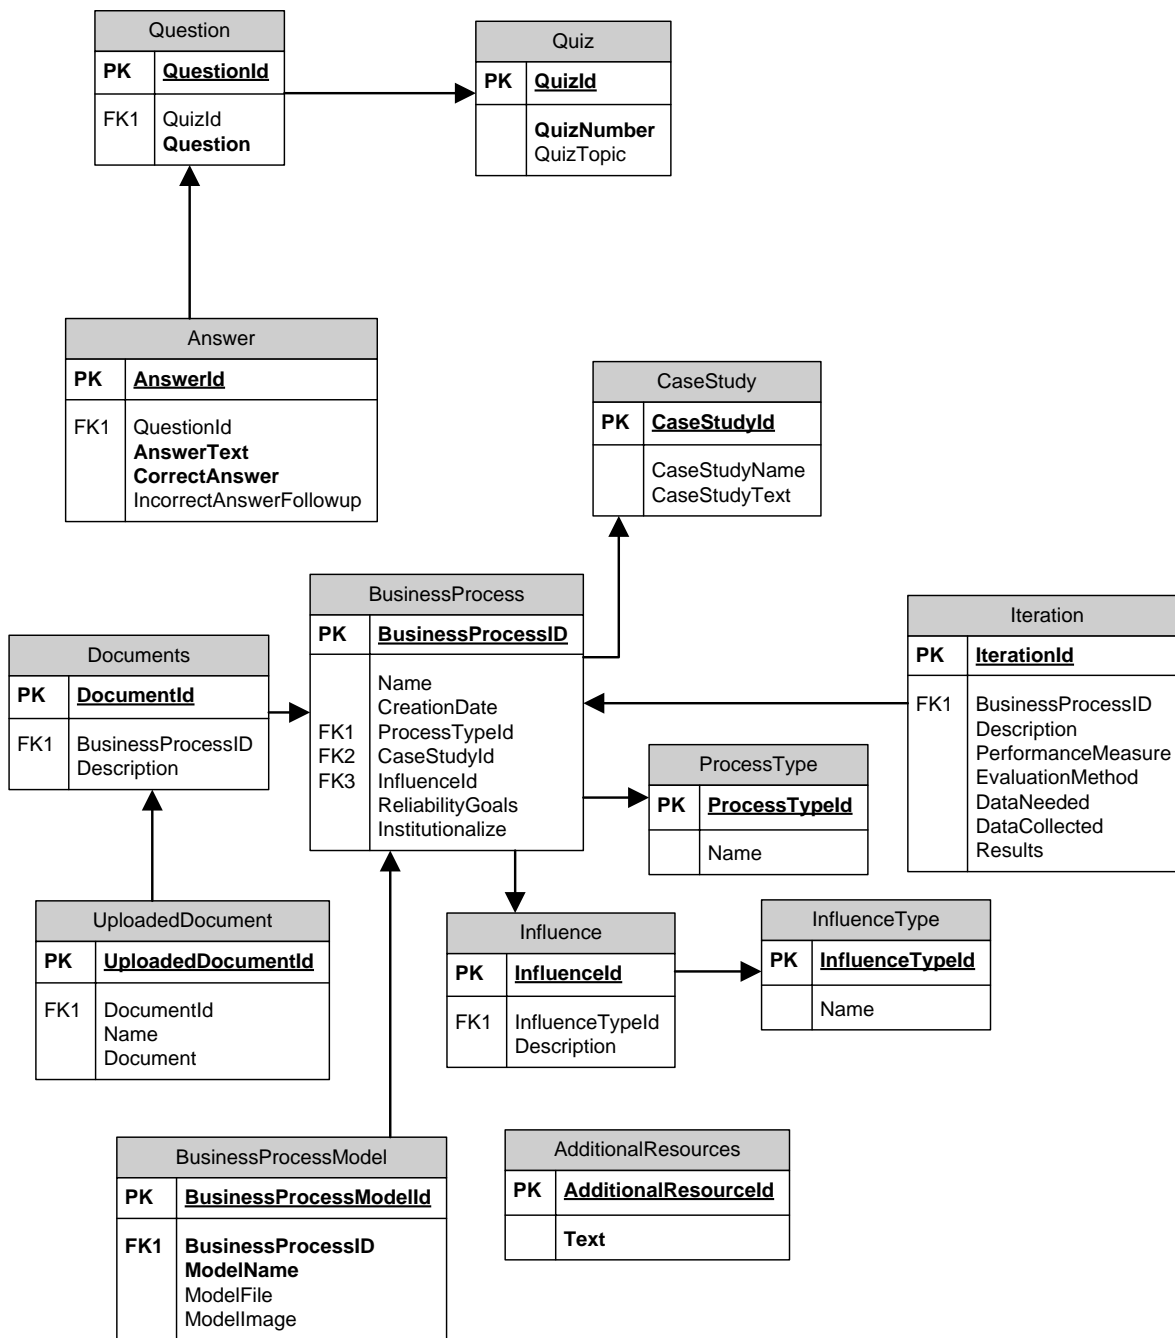 Question
PK QuestionId
FK1 QuizId
Question
Quiz
PK QuizId
QuizNumber
QuizTopic
Answer
PK AnswerId
FK1 QuestionId
AnswerText
CorrectAnswer
IncorrectAnswerFollowup
CaseStudy
PK CaseStudyId
CaseStudyName
CaseStudyText
BusinessProcess
PK BusinessProcessID
Name
CreationDate
FK1 ProcessTypeId
FK2 CaseStudyId
FK3 InfluenceId
ReliabilityGoals
Institutionalize
Iteration
PK IterationId
FK1 BusinessProcessID
Description
PerformanceMeasure
EvaluationMethod
DataNeeded
DataCollected
Results
Documents
PK DocumentId
FK1 BusinessProcessID
Description
ProcessType
PK ProcessTypeId
Name
UploadedDocument
PK UploadedDocumentId
FK1 DocumentId
Name
Document
Influence
PK InfluenceId
FK1 InfluenceTypeId
Description
InfluenceType
PK InfluenceTypeId
Name
BusinessProcessModel
PK BusinessProcessModelId
FK1 BusinessProcessID
ModelName
ModelFile
ModelImage
AdditionalResources
PK AdditionalResourceId
Text